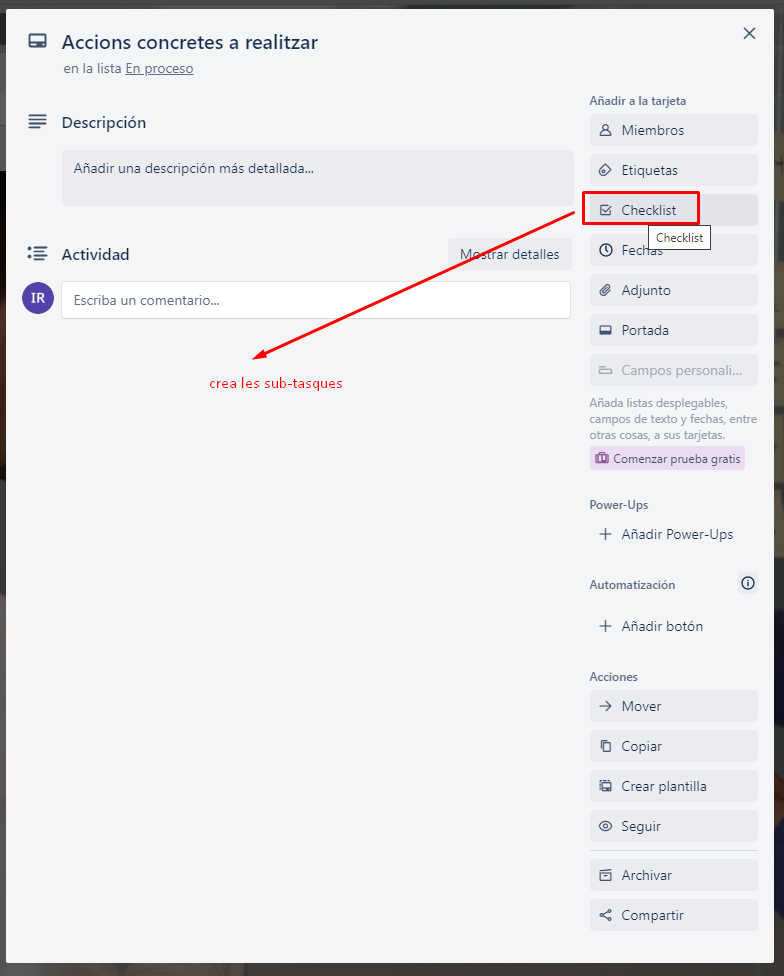 Accions concretes a realitzar
en la lista En proceso
Descripción
Añadir una descripción más detallada...
Actividad
Mostrar detalles
IR
Escriba un comentario...
crea les sub-tasques
Añadir a la tarjeta
Miembros
Etiquetas
Checklist
Checklist
Fechas
Adjunto
Portada
Campos personali...
Añada listas desplegables,
campos de texto y fechas, entre
otras cosas, a sus tarjetas.
Comenzar prueba gratis
Power-Ups
Añadir Power-Ups
Automatización
Añadir botón
Acciones
Mover
Copiar
Crear plantilla
Seguir
Archivar
Compartir